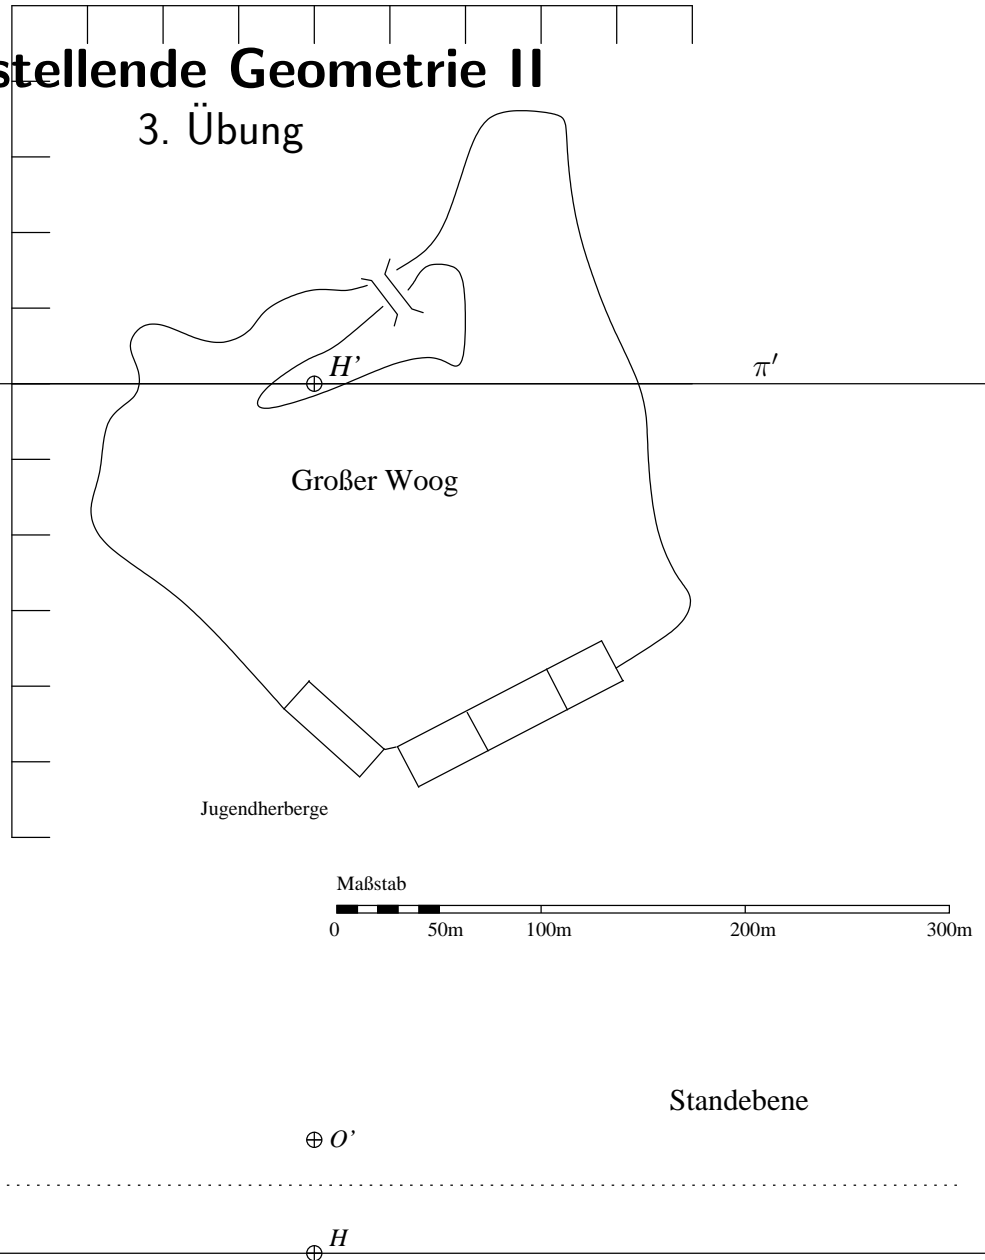 stellende Geometrie II
3. Übung
H’
π′
Großer Woog
Jugendherberge
Maßstab
0 50m 100m 200m 300m
Standebene
O’
H